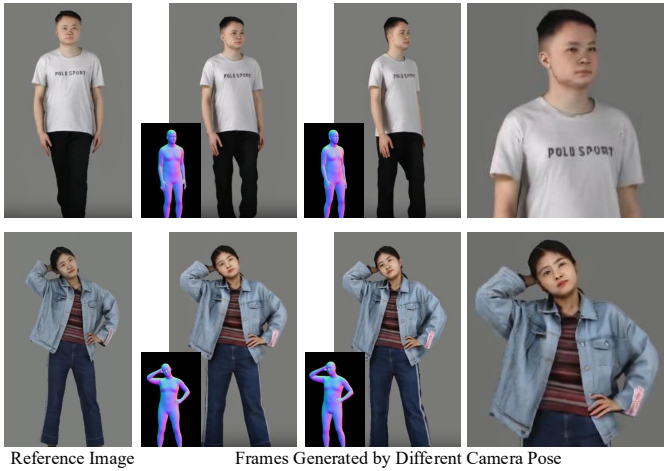 POLO SPORT
POLO SPORT
POLO SPORT
POLO SPORT
Reference Image
Frames Generated by Different Camera Pose